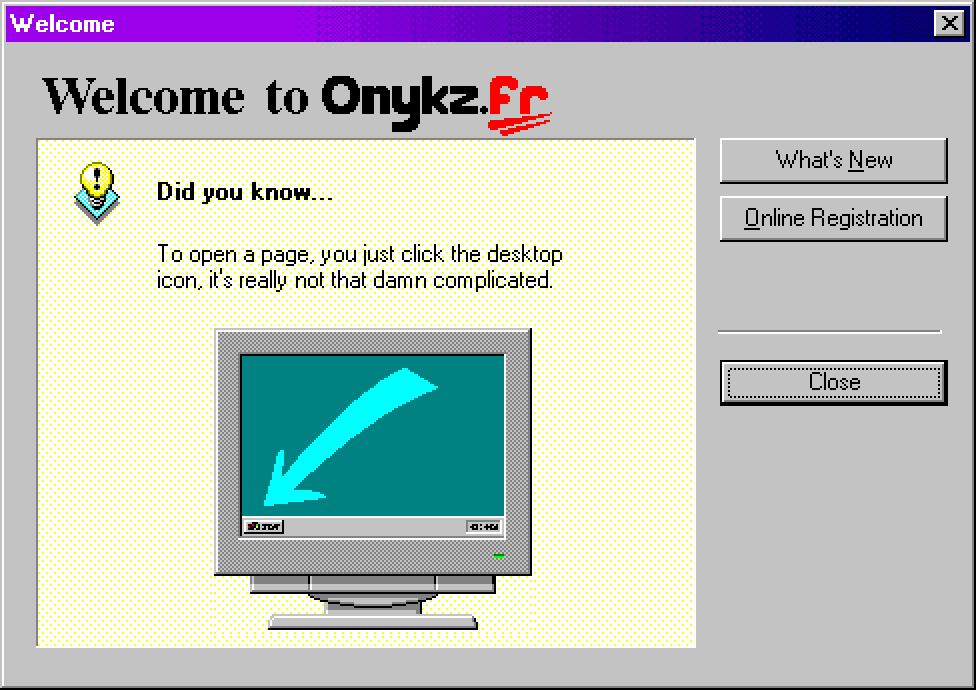 Welcome
Welcome to Onykz.fr
Did you know...
To open a page, you just click the desktop
icon, it's really not that damn complicated.
What's New
Online Registration
Close